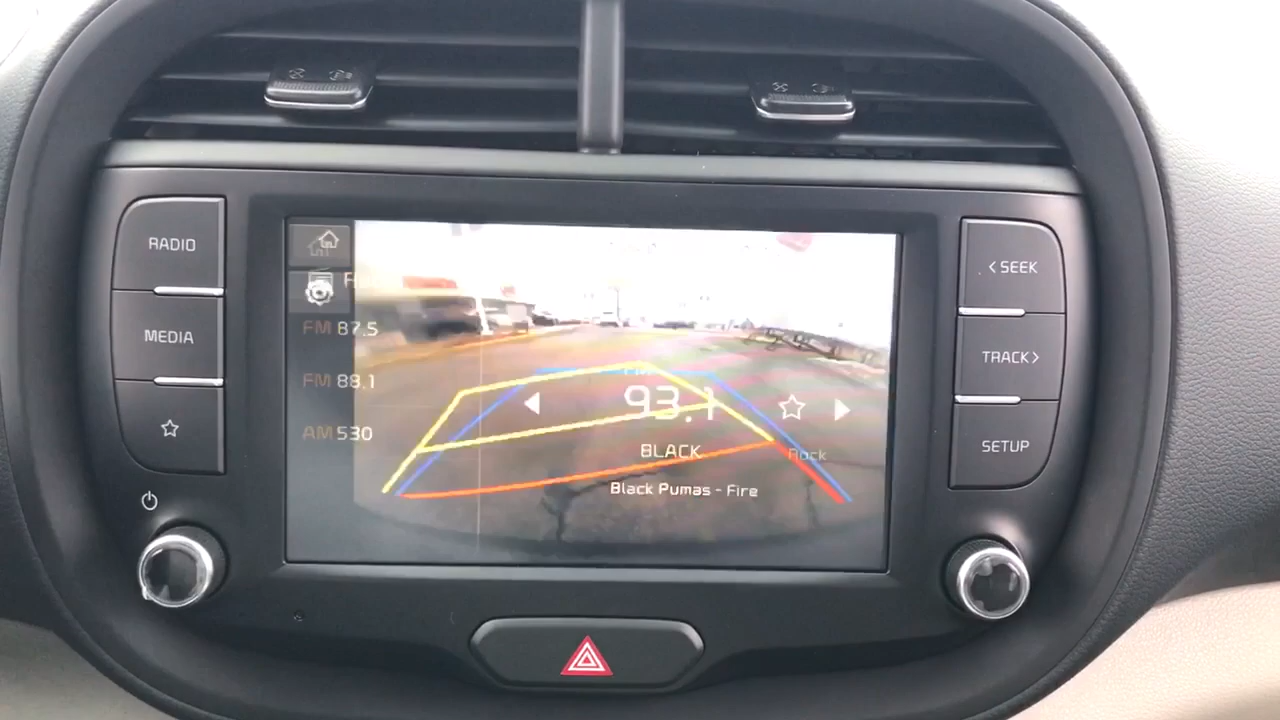 RADIO
MEDIA
< SEEK
TRACK >
SETUP
FM 87.5
FM 88.1
AM 530
FM
93.1
BLACK
Rock
Black Pumas - Fire